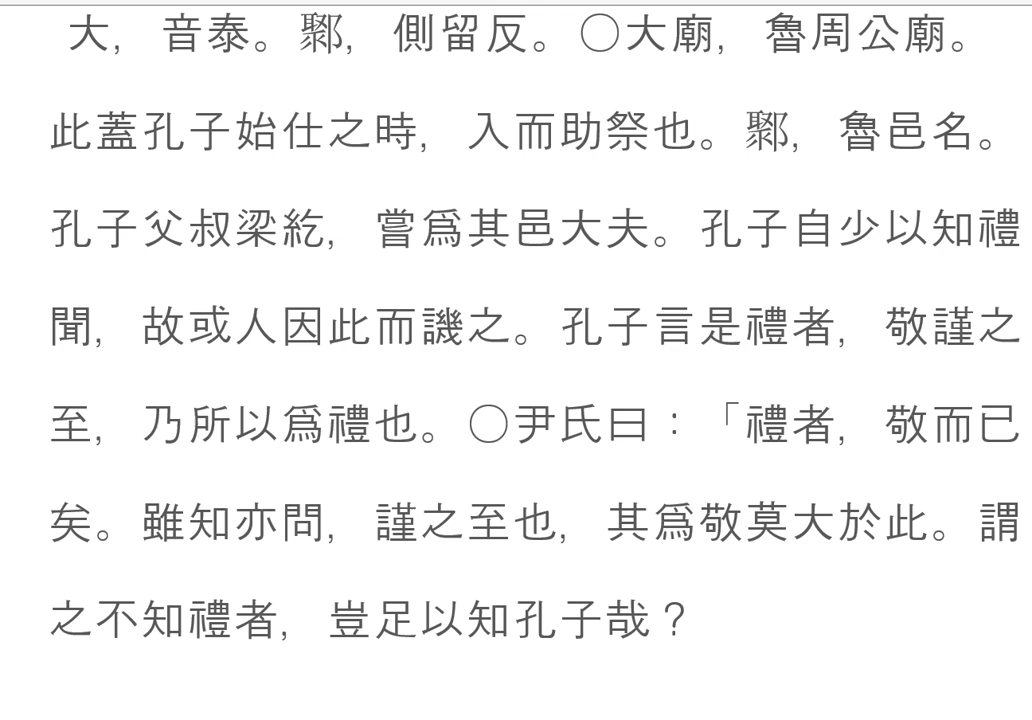 大，音泰。鄹，側留反。○大廟，魯周公廟。
此蓋孔子始仕之時，入而助祭也。鄹，魯邑名。
孔子父叔梁紇，嘗爲其邑大夫。孔子自少以知禮
聞，故或人因此而譏之。孔子言是禮者，敬謹之
至，乃所以爲禮也。○尹氏曰：「禮者，敬而已
矣。雖知亦問，謹之至也，其爲敬莫大於此。謂
之不知禮者，豈足以知孔子哉？